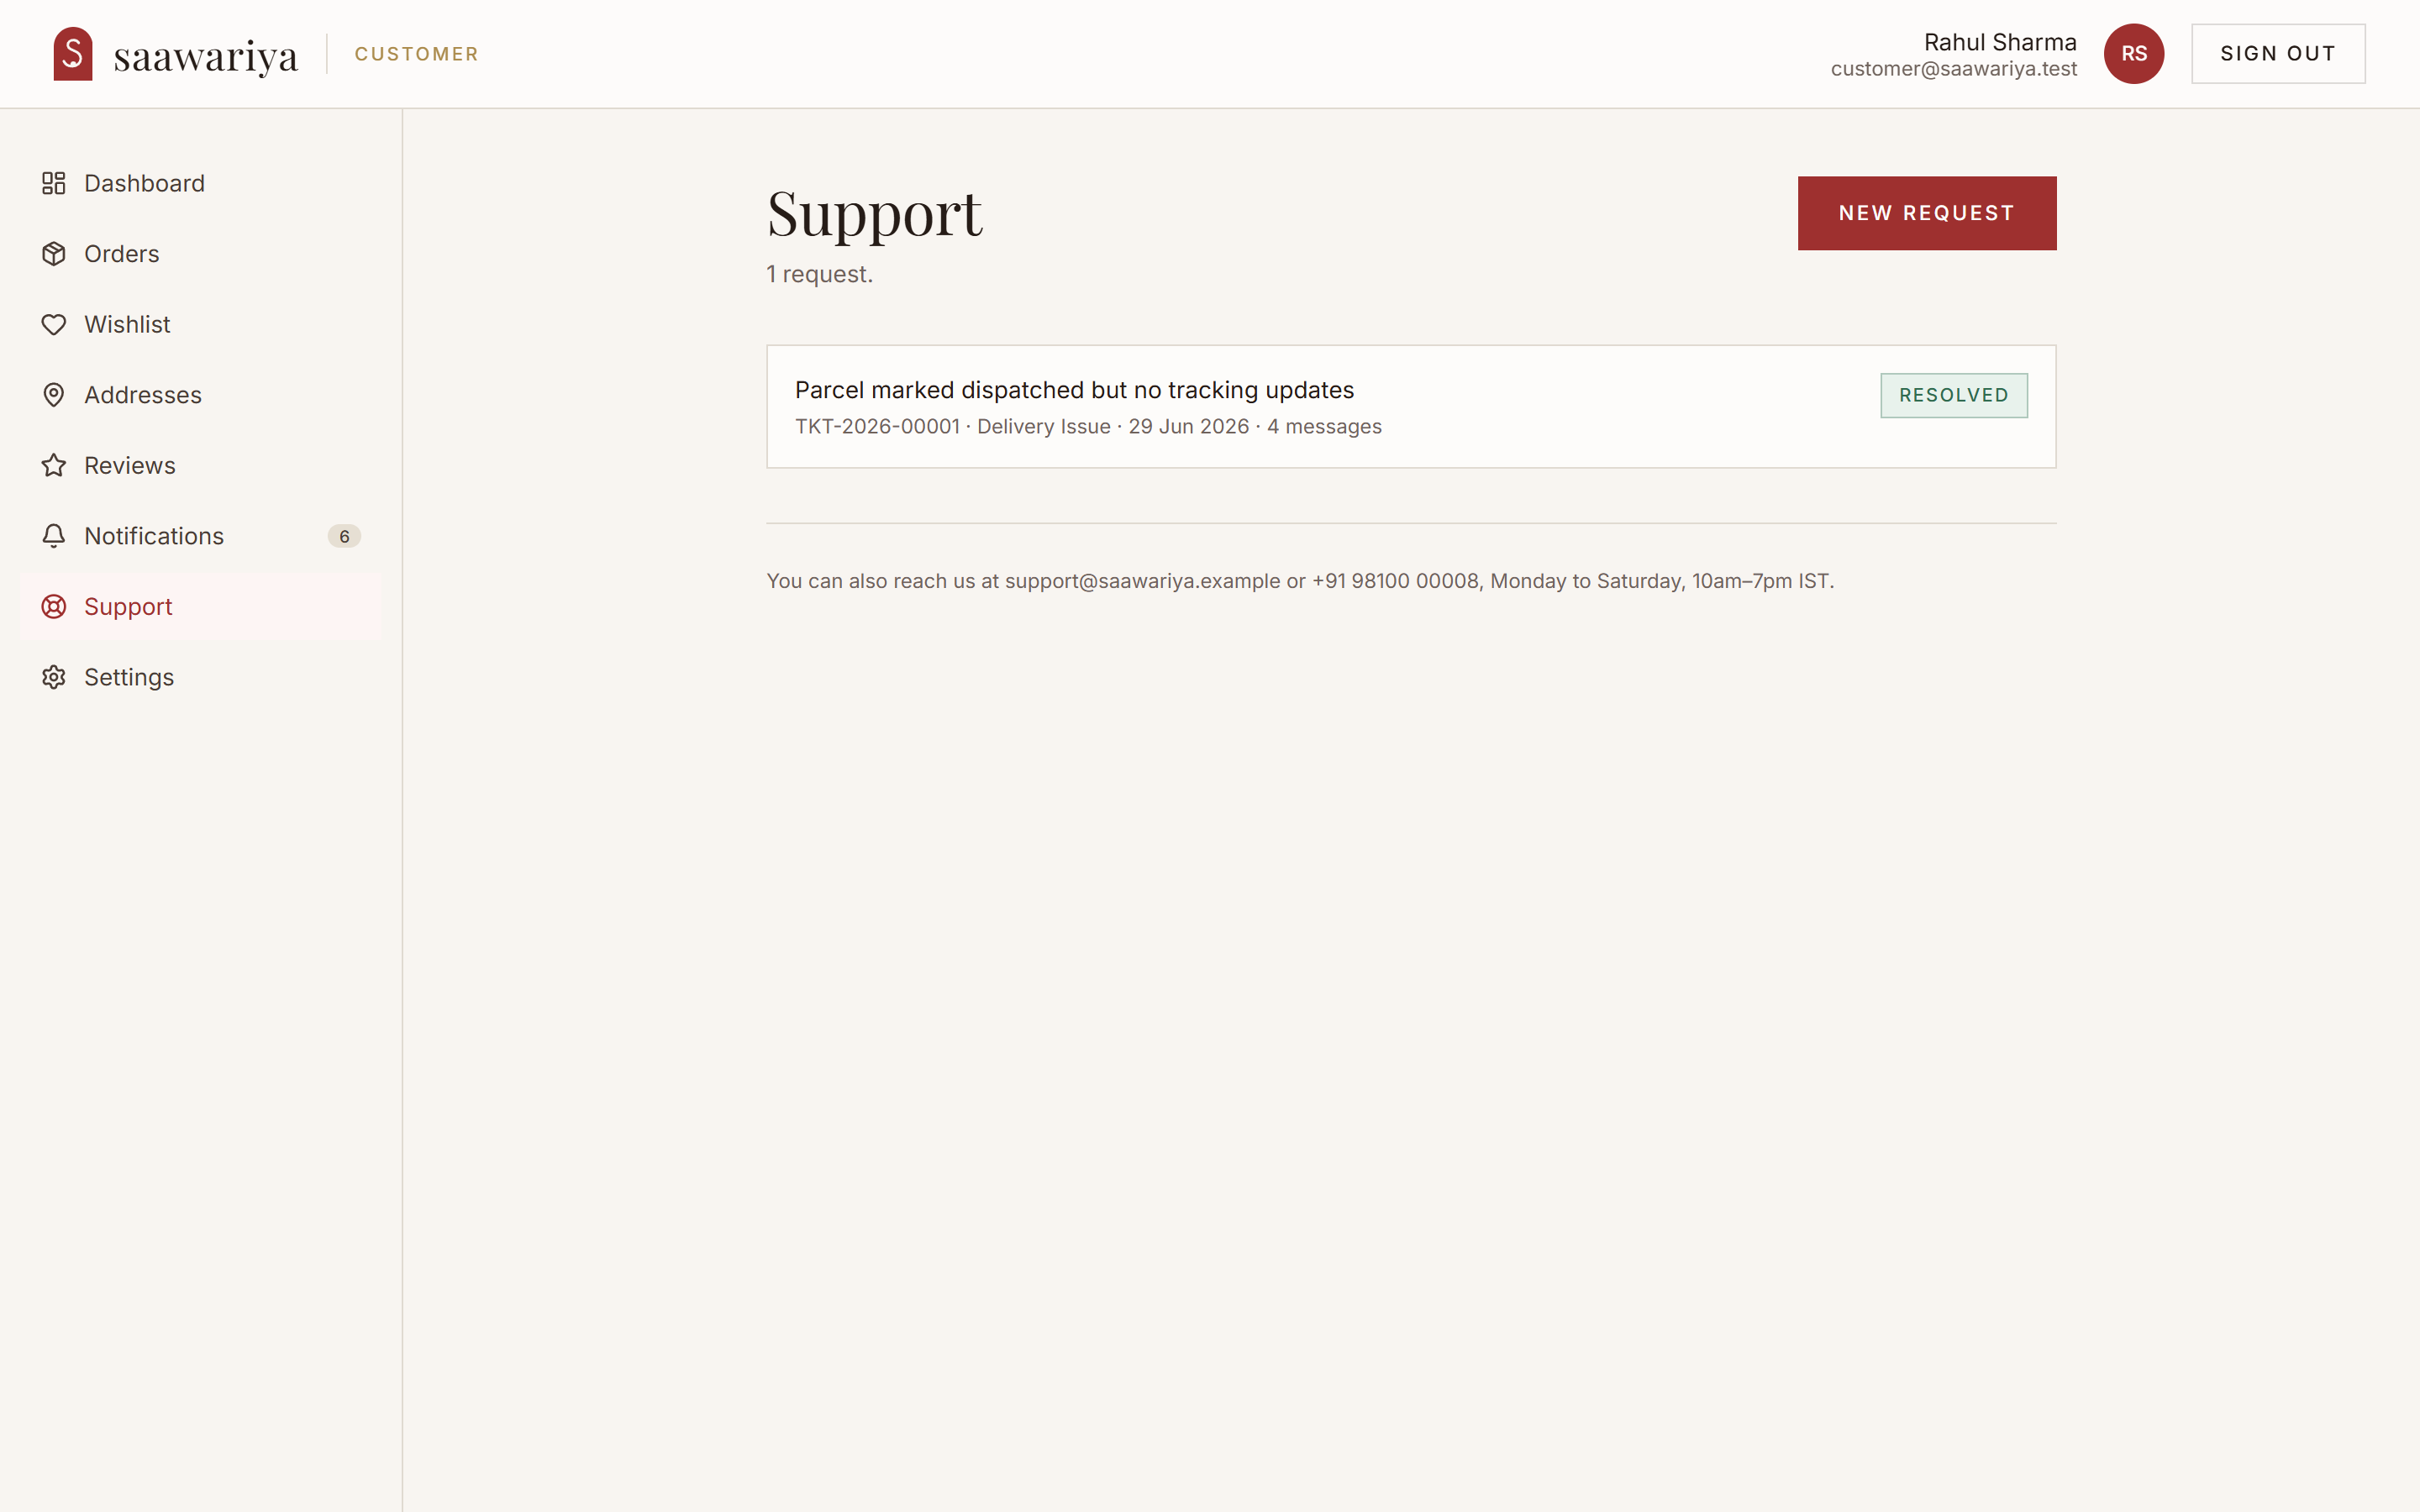 S saawariya
CUSTOMER
Rahul Sharma
customer@saawariya.test
RS
SIGN OUT
Dashboard
Orders
Wishlist
Addresses
Reviews
Notifications 6
Support
Settings
Support
1 request.
NEW REQUEST
Parcel marked dispatched but no tracking updates
TKT-2026-00001 · Delivery Issue · 29 Jun 2026 · 4 messages
RESOLVED
You can also reach us at support@saawariya.example or +91 98100 00008, Monday to Saturday, 10am–7pm IST.